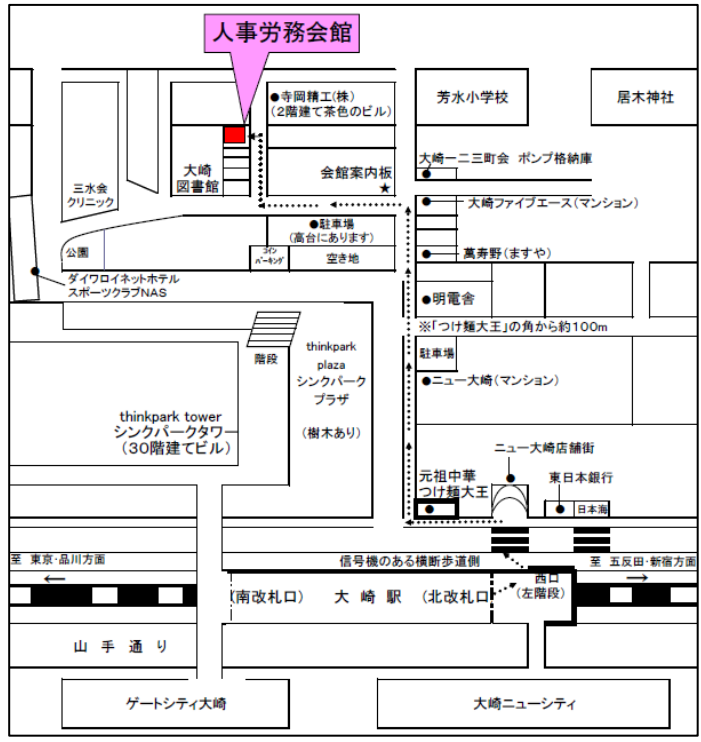 人事労務会館
●寺岡精工(株)
(2階建て茶色のビル)
芳水小学校
居木神社
大崎
図書館
会館案内板
★
大崎一二三町会 ポンプ格納庫
三水会
クリニック
大崎ファイブエース(マンション)
●駐車場
(高台にあります)
公園
コイン
パーキング
空き地
萬寿野(ますや)
ダイワロイネットホテル
スポーツクラブNAS
●明電舎
※「つけ麺大王」の角から約100m
階段
thinkpark
plaza
シンクパーク
プラザ
(樹木あり)
駐車場
●ニュー大崎(マンション)
thinkpark tower
シンクパークタワー
(30階建てビル)
ニュー大崎店舗街
元祖中華
つけ麺大王
東日本銀行
日本海
至 東京・品川方面
←
信号機のある横断歩道側
至 五反田・新宿方面
→
(南改札口)
大崎駅
(北改札口
西口
(左階段)
山手通り
ゲートシティ大崎
大崎ニューシティ